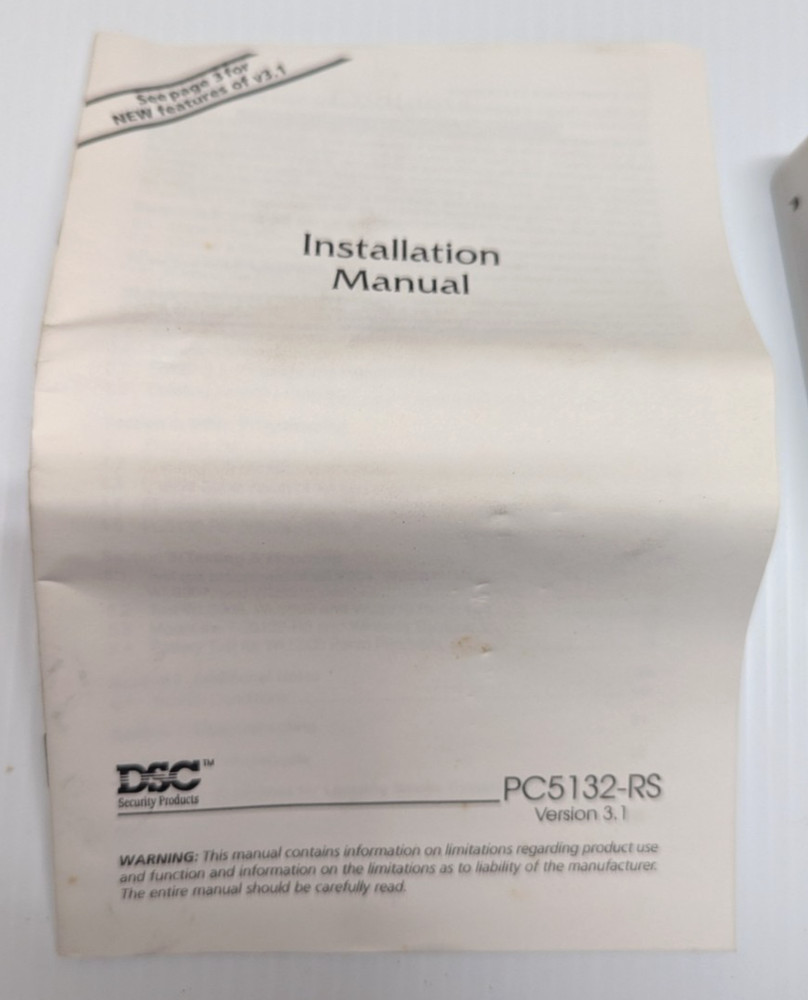 See page 3 for
NEW features of v3.1
Installation
Manual
DSC™
Security Products
PC5132-RS
Version 3.1
WARNING: This manual contains information on limitations regarding product use
and function and information on the limitations as to liability of the manufacturer.
The entire manual should be carefully read.